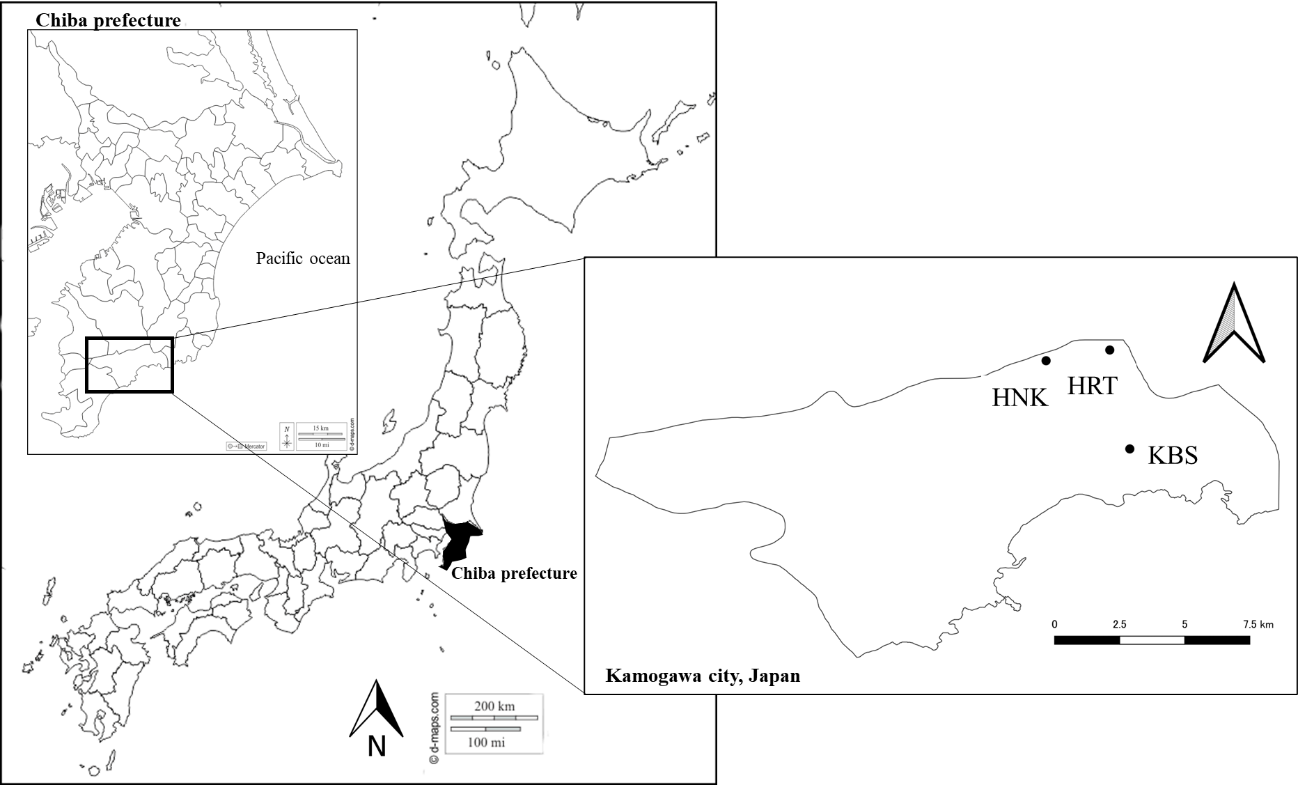 Chiba prefecture
Pacific ocean
N
15 km
10 mi
Mercator
© d-maps.com
Chiba prefecture
N
200 km
100 mi
© d-maps.com
HNK
HRT
KBS
0 2.5 5 7.5 km
Kamogawa city, Japan